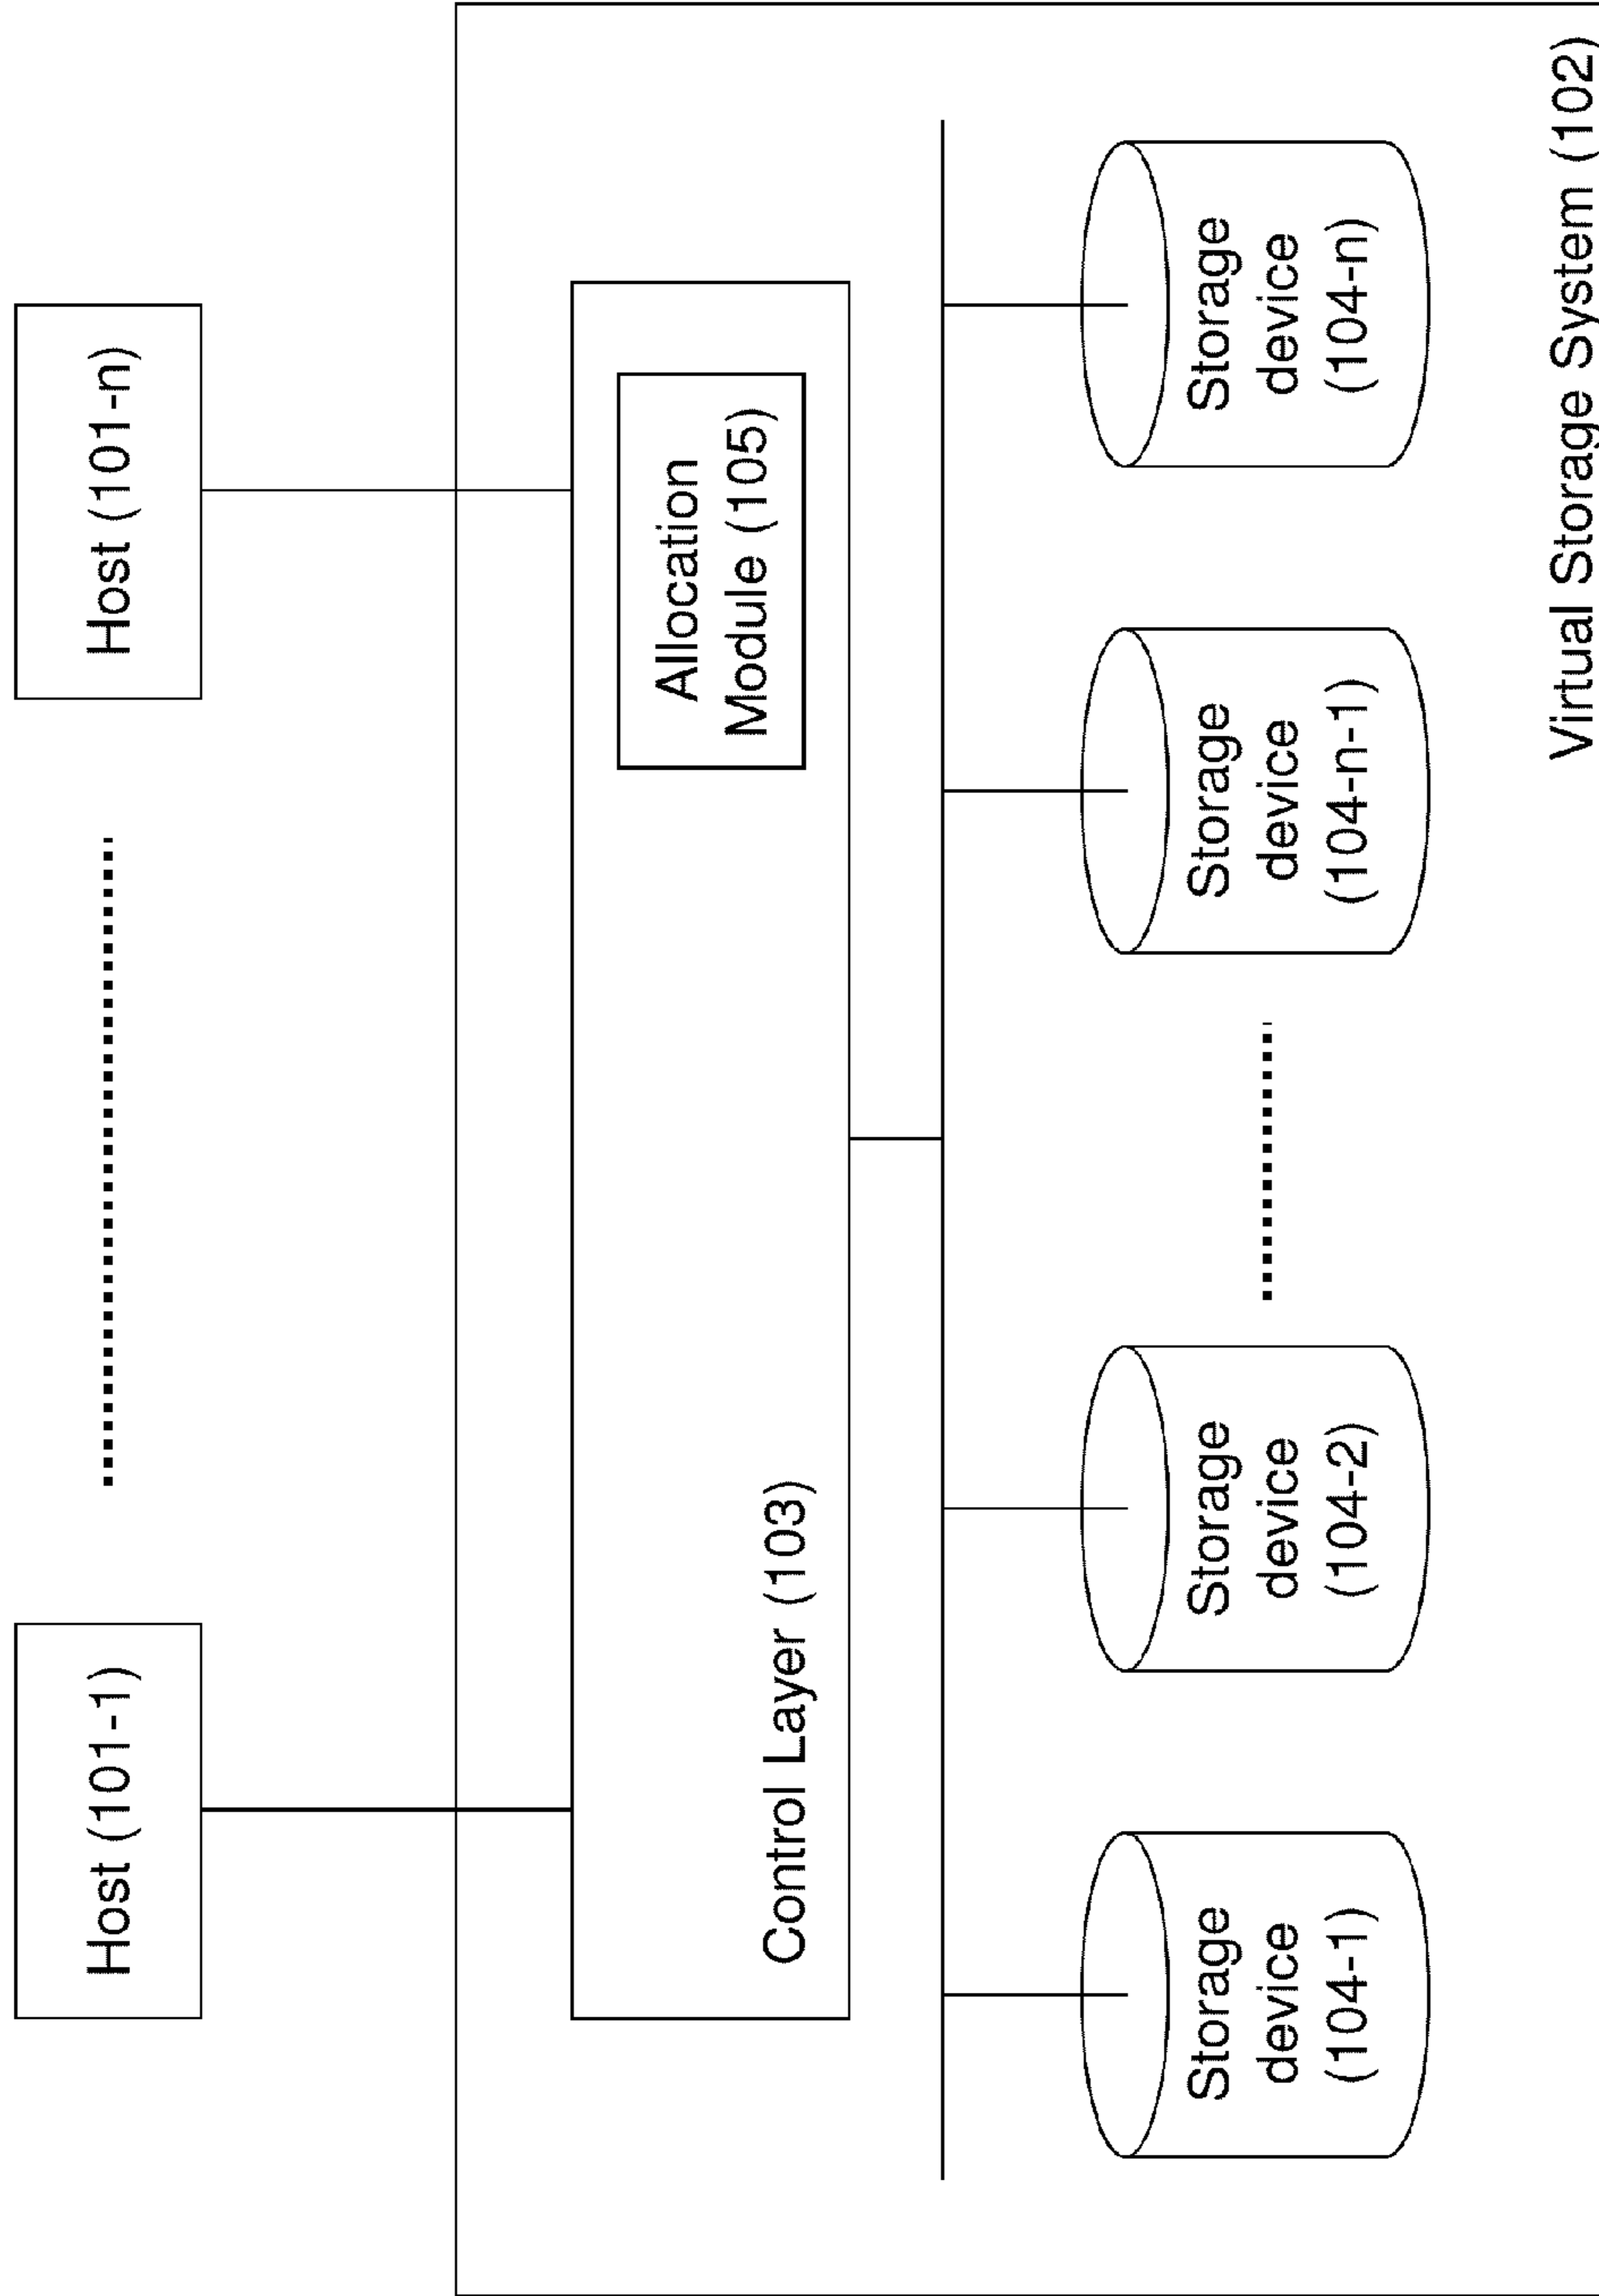 Host (101-1)
Host (101-n)
Allocation
Module (105)
Control Layer (103)
Storage
device
(104-1)
Storage
device
(104-2)
Storage
device
(104-n-1)
Storage
device
(104-n)
Virtual Storage System (102)